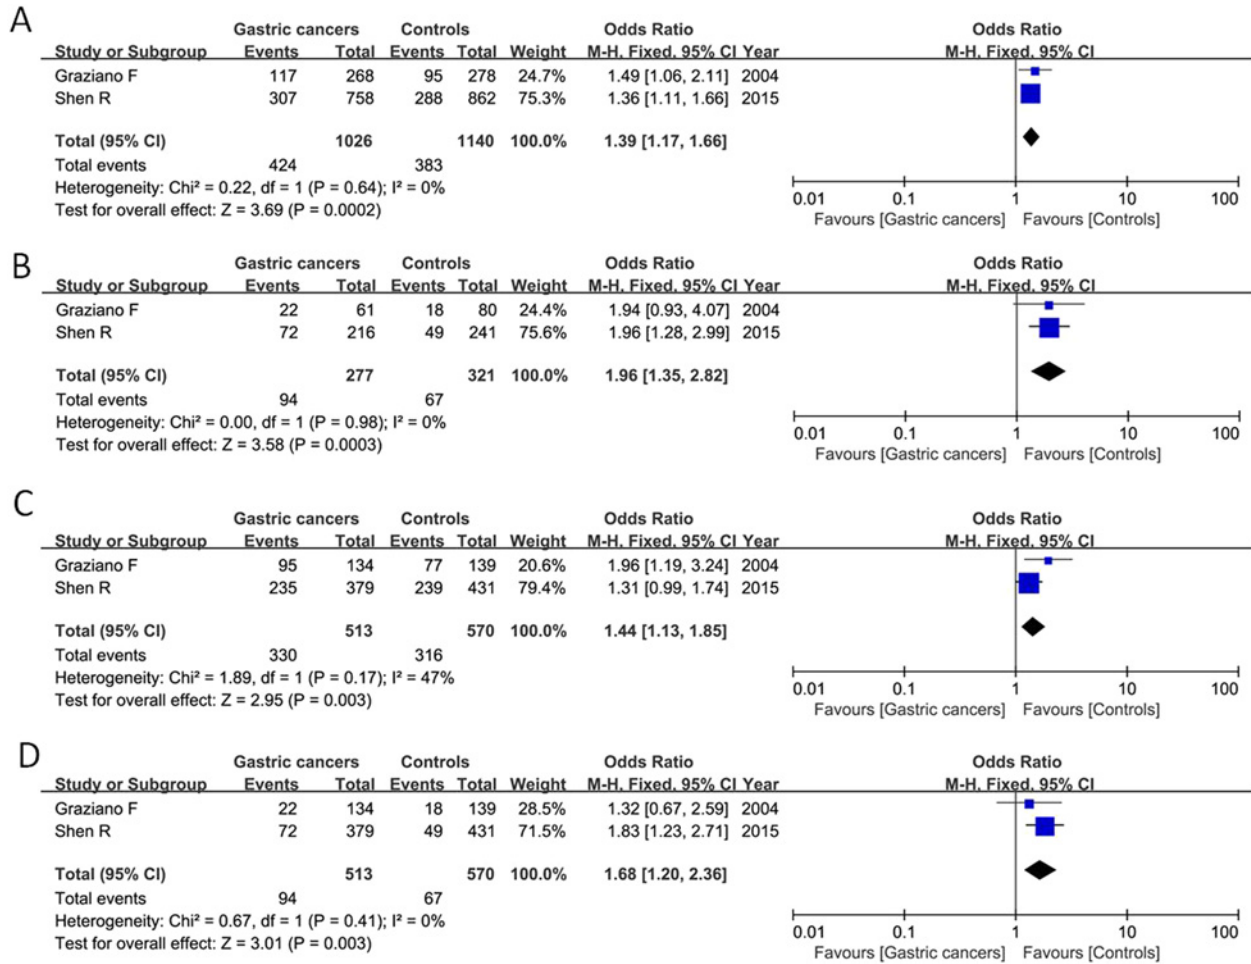 A
Gastric cancers Controls Odds Ratio Odds Ratio
Study or Subgroup Events Total Events Total Weight M-H. Fixed. 95% CI Year M-H. Fixed. 95% CI
Graziano F 117 268 95 278 24.7% 1.49 [1.06, 2.11] 2004
Shen R 307 758 288 862 75.3% 1.36 [1.11, 1.66] 2015
Total (95% CI) 1026 1140 100.0% 1.39 [1.17, 1.66]
Total events 424 383
Heterogeneity: Chi² = 0.22, df = 1 (P = 0.64); I² = 0%
Test for overall effect: Z = 3.69 (P = 0.0002)
0.01 0.1 1 10 100
Favours [Gastric cancers] Favours [Controls]
B
Gastric cancers Controls Odds Ratio Odds Ratio
Study or Subgroup Events Total Events Total Weight M-H. Fixed. 95% CI Year M-H. Fixed. 95% CI
Graziano F 22 61 18 80 24.4% 1.94 [0.93, 4.07] 2004
Shen R 72 216 49 241 75.6% 1.96 [1.28, 2.99] 2015
Total (95% CI) 277 321 100.0% 1.96 [1.35, 2.82]
Total events 94 67
Heterogeneity: Chi² = 0.00, df = 1 (P = 0.98); I² = 0%
Test for overall effect: Z = 3.58 (P = 0.0003)
0.01 0.1 1 10 100
Favours [Gastric cancers] Favours [Controls]
C
Gastric cancers Controls Odds Ratio Odds Ratio
Study or Subgroup Events Total Events Total Weight M-H. Fixed. 95% CI Year M-H. Fixed. 95% CI
Graziano F 95 134 77 139 20.6% 1.96 [1.19, 3.24] 2004
Shen R 235 379 239 431 79.4% 1.31 [0.99, 1.74] 2015
Total (95% CI) 513 570 100.0% 1.44 [1.13, 1.85]
Total events 330 316
Heterogeneity: Chi² = 1.89, df = 1 (P = 0.17); I² = 47%
Test for overall effect: Z = 2.95 (P = 0.003)
0.01 0.1 1 10 100
Favours [Gastric cancers] Favours [Controls]
D
Gastric cancers Controls Odds Ratio Odds Ratio
Study or Subgroup Events Total Events Total Weight M-H. Fixed. 95% CI Year M-H. Fixed. 95% CI
Graziano F 22 134 18 139 28.5% 1.32 [0.67, 2.59] 2004
Shen R 72 379 49 431 71.5% 1.83 [1.23, 2.71] 2015
Total (95% CI) 513 570 100.0% 1.68 [1.20, 2.36]
Total events 94 67
Heterogeneity: Chi² = 0.67, df = 1 (P = 0.41); I² = 0%
Test for overall effect: Z = 3.01 (P = 0.003)
0.01 0.1 1 10 100
Favours [Gastric cancers] Favours [Controls]